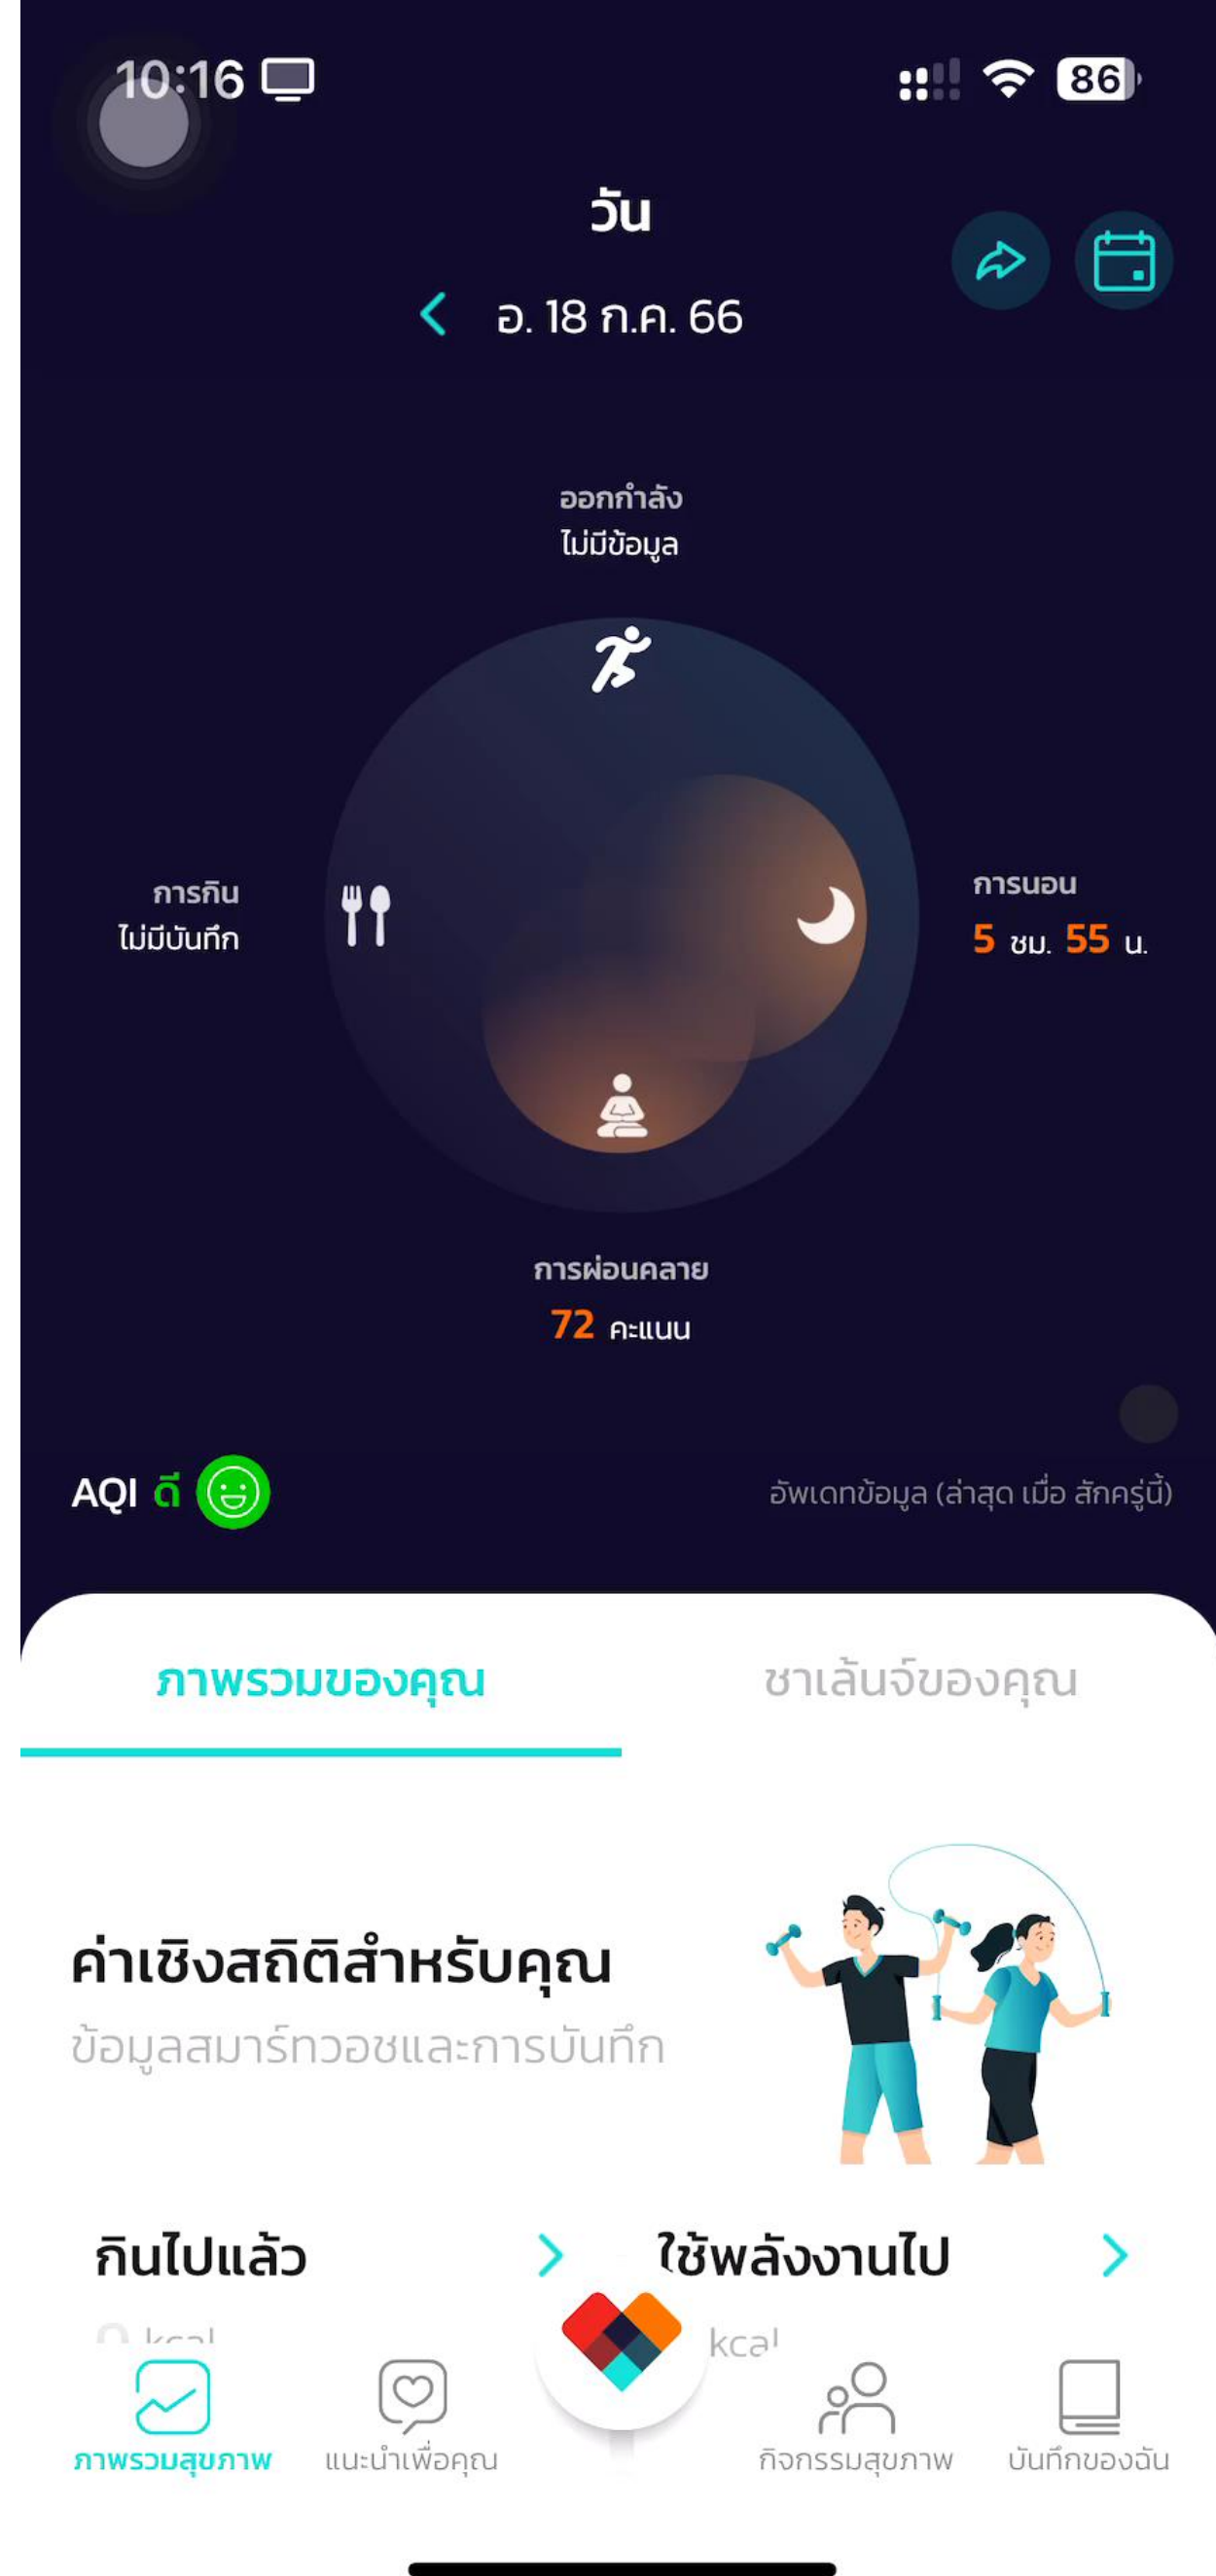 10:16
86
วัน
อ. 18 ก.ค. 66
ออกกำลัง
ไม่มีข้อมูล
การกิน
ไม่มีบันทึก
การนอน
5 ชม. 55 น.
การผ่อนคลาย
72 คะแนน
AQI ดี
อัพเดทข้อมูล (ล่าสุด เมื่อ สักครู่นี้)
ภาพรวมของคุณ
ชาเล้นจ์ของคุณ
ค่าเชิงสถิติสำหรับคุณ
ข้อมูลสมาร์ทวอชและการบันทึก
กินไปแล้ว
ใช้พลังงานไป
0 kcal
kcal
ภาพรวมสุขภาพ
แนะนำเพื่อคุณ
กิจกรรมสุขภาพ
บันทึกของฉัน